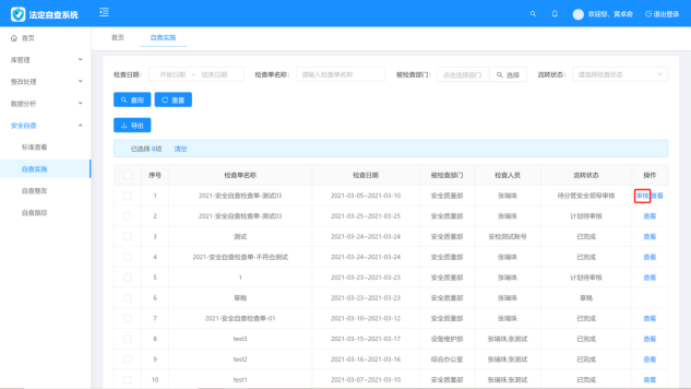 法定自查系统
欢迎您，黄卓俞
退出登录
首页
库管理
整改处理
数据分析
安全自查
标准查看
自查实施
自查整改
自查跟踪
首页 自查实施
检查日期： 开始日期 ~ 结束日期 检查单名称： 请输入检查单名称 被检查部门： 点击选择部门 选择 流转状态： 请选择检查状态
查询 重置
导出
已选择 0项 清空
序号 检查单名称 检查日期 被检查部门 检查人员 流转状态 操作
1 2021-安全自查检查单-测试03 2021-03-05~2021-03-10 安全质量部 张瑞珠 待分管安全领导审核 审核 查看
2 2021-安全自查检查单-测试03 2021-03-25~2021-03-25 安全质量部 张瑞珠 计划待审核 查看
3 测试 2021-03-24~2021-03-24 安全质量部 安检测试账号 已完成 查看
4 2021-安全自查检查单-不符合测试 2021-03-24~2021-03-24 安全质量部 张瑞珠 已完成 查看
5 1 2021-03-23~2021-03-23 安全质量部 张瑞珠 计划待审核 查看
6 草稿 2021-03-23~2021-03-23 安全质量部 张瑞珠 草稿
7 2021-安全自查检查单-01 2021-03-10~2021-03-12 安全质量部 张瑞珠 已完成 查看
8 test3 2021-03-15~2021-03-17 设备维护部 张瑞珠,张测试 已完成 查看
9 test2 2021-03-16~2021-03-16 综合办公室 张瑞珠,张测试 已完成 查看
10 test1 2021-03-07~2021-03-10 安全质量部 张瑞珠,张测试 已完成 查看